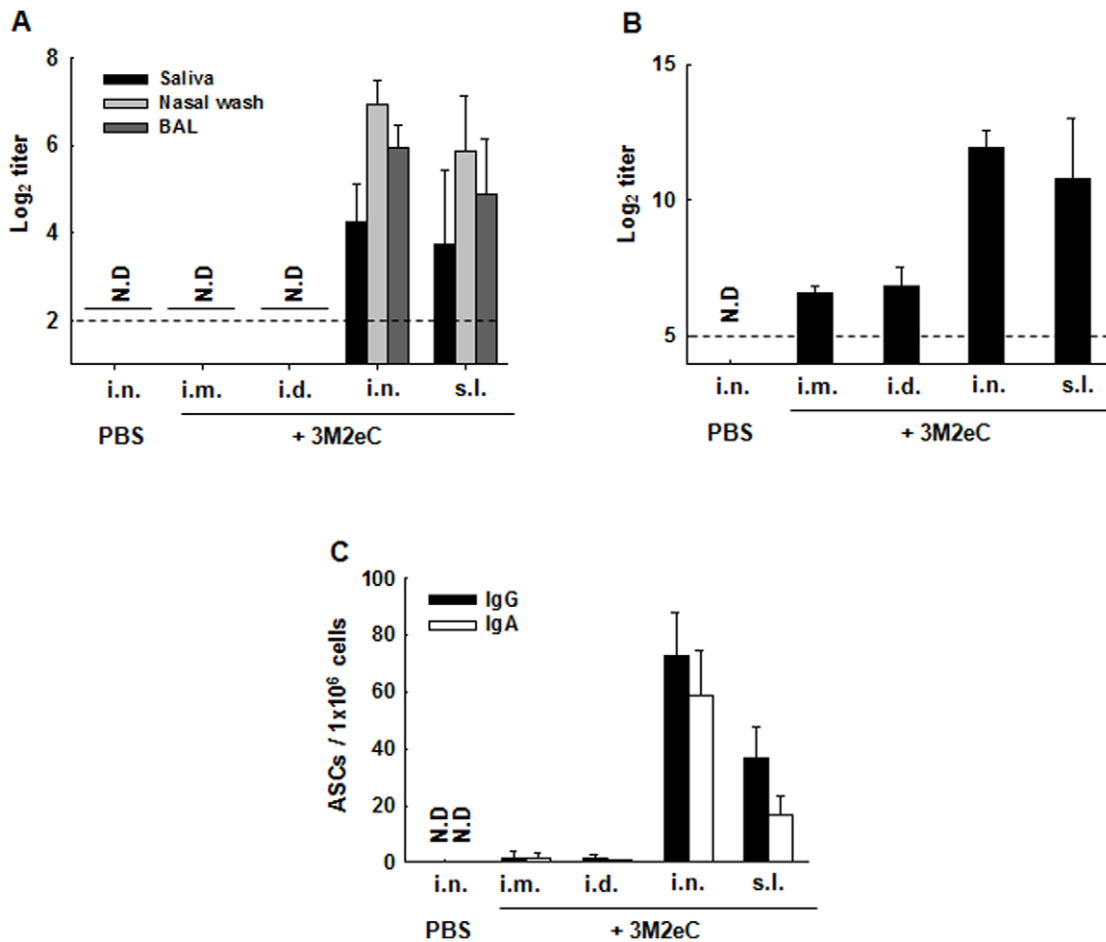 A
Log₂ titer
8
6
4
2
Saliva
Nasal wash
BAL
N.D
N.D
N.D
i.n.
i.m.
i.d.
i.n.
s.l.
PBS
+ 3M2eC
B
Log₂ titer
15
10
5
N.D
i.n.
i.m.
i.d.
i.n.
s.l.
PBS
+ 3M2eC
C
ASCs / 1x10⁶ cells
100
80
60
40
20
0
IgG
IgA
N.D
N.D
i.n.
i.m.
i.d.
i.n.
s.l.
PBS
+ 3M2eC